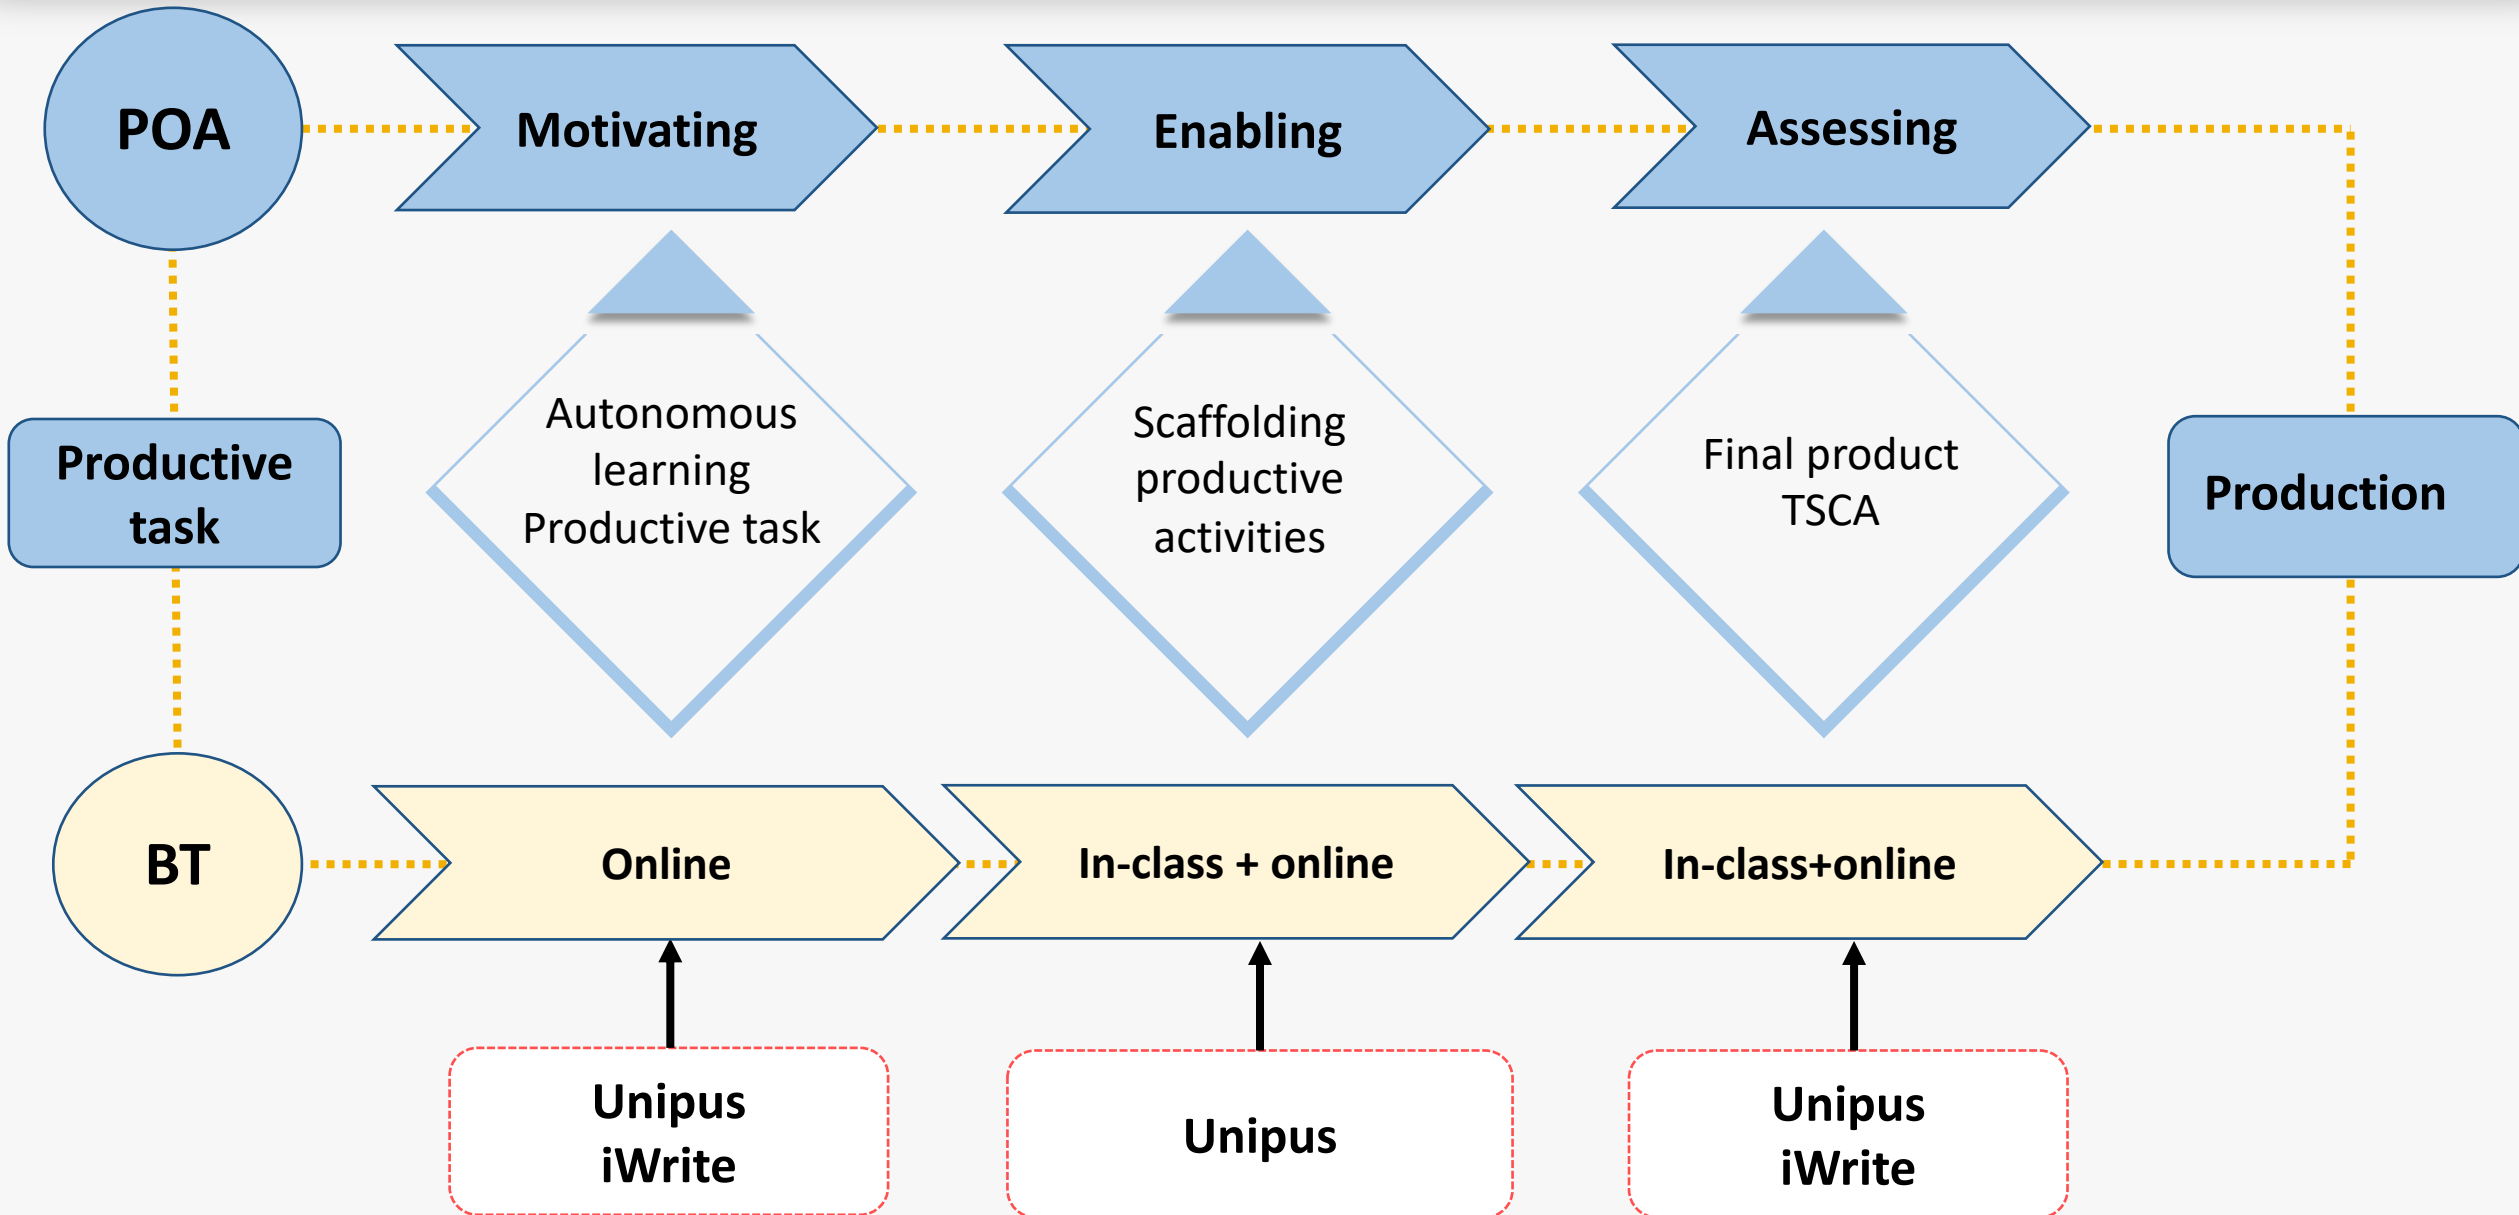 POA
Motivating
Enabling
Assessing
Productive
task
Autonomous
learning
Productive task
Scaffolding
productive
activities
Final product
TSCA
Production
BT
Online
In-class + online
In-class+online
Unipus
iWrite
Unipus
Unipus
iWrite